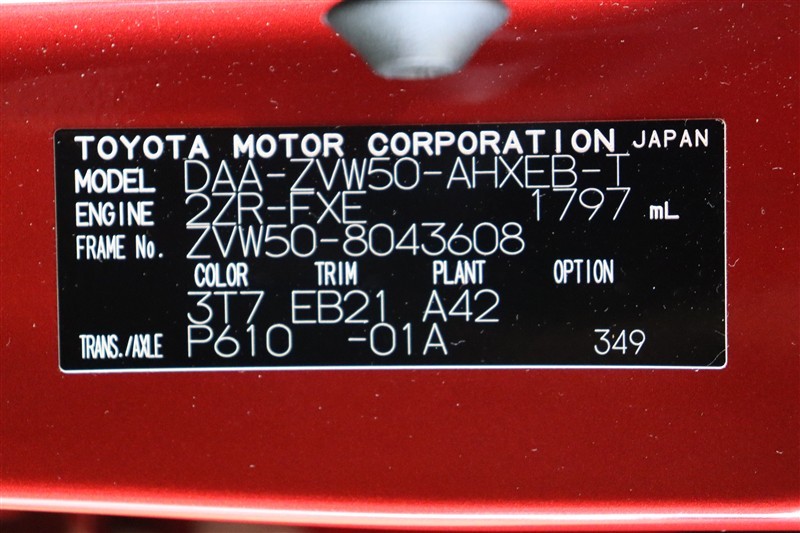 TOYOTA MOTOR CORPORATION JAPAN
MODEL DAA-ZVW50-AHXEB-T
ENGINE 2ZR-FXE 1797 mL
FRAME No. ZVW50-8043608
COLOR TRIM PLANT OPTION
3T7 EB21 A42
TRANS./AXLE P610 -01A 349